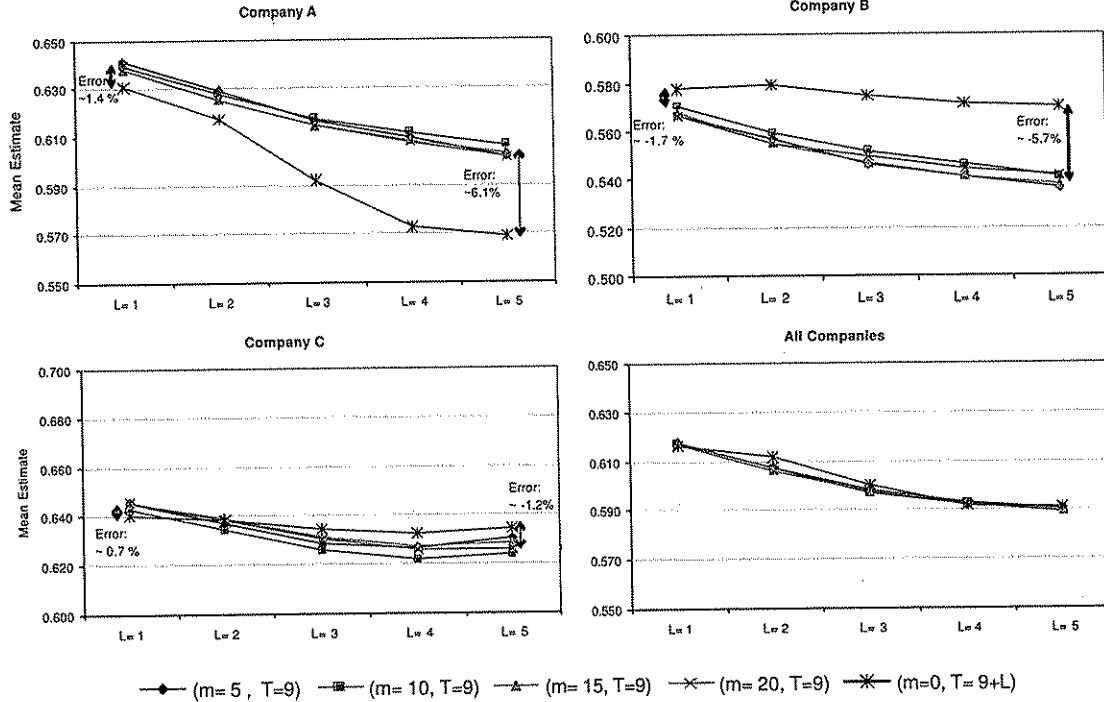 Company A
Mean Estimate
0.650
0.630
0.610
0.590
0.570
0.550
Error:
~1.4 %
Error:
~6.1%
L= 1
L= 2
L= 3
L= 4
L= 5
Company B
0.600
0.580
0.560
0.540
0.520
0.500
Error:
~ -1.7 %
Error:
~ -5.7%
L= 1
L= 2
L= 3
L= 4
L= 5
Company C
Mean Estimate
0.700
0.680
0.660
0.640
0.620
0.600
Error:
~ 0.7 %
Error:
~ -1.2%
L= 1
L= 2
L= 3
L= 4
L= 5
All Companies
0.650
0.630
0.610
0.590
0.570
0.550
L= 1
L= 2
L= 3
L= 4
L= 5
(m= 5 , T=9) (m= 10, T=9) (m= 15, T=9) (m= 20, T=9) (m=0, T= 9+L)